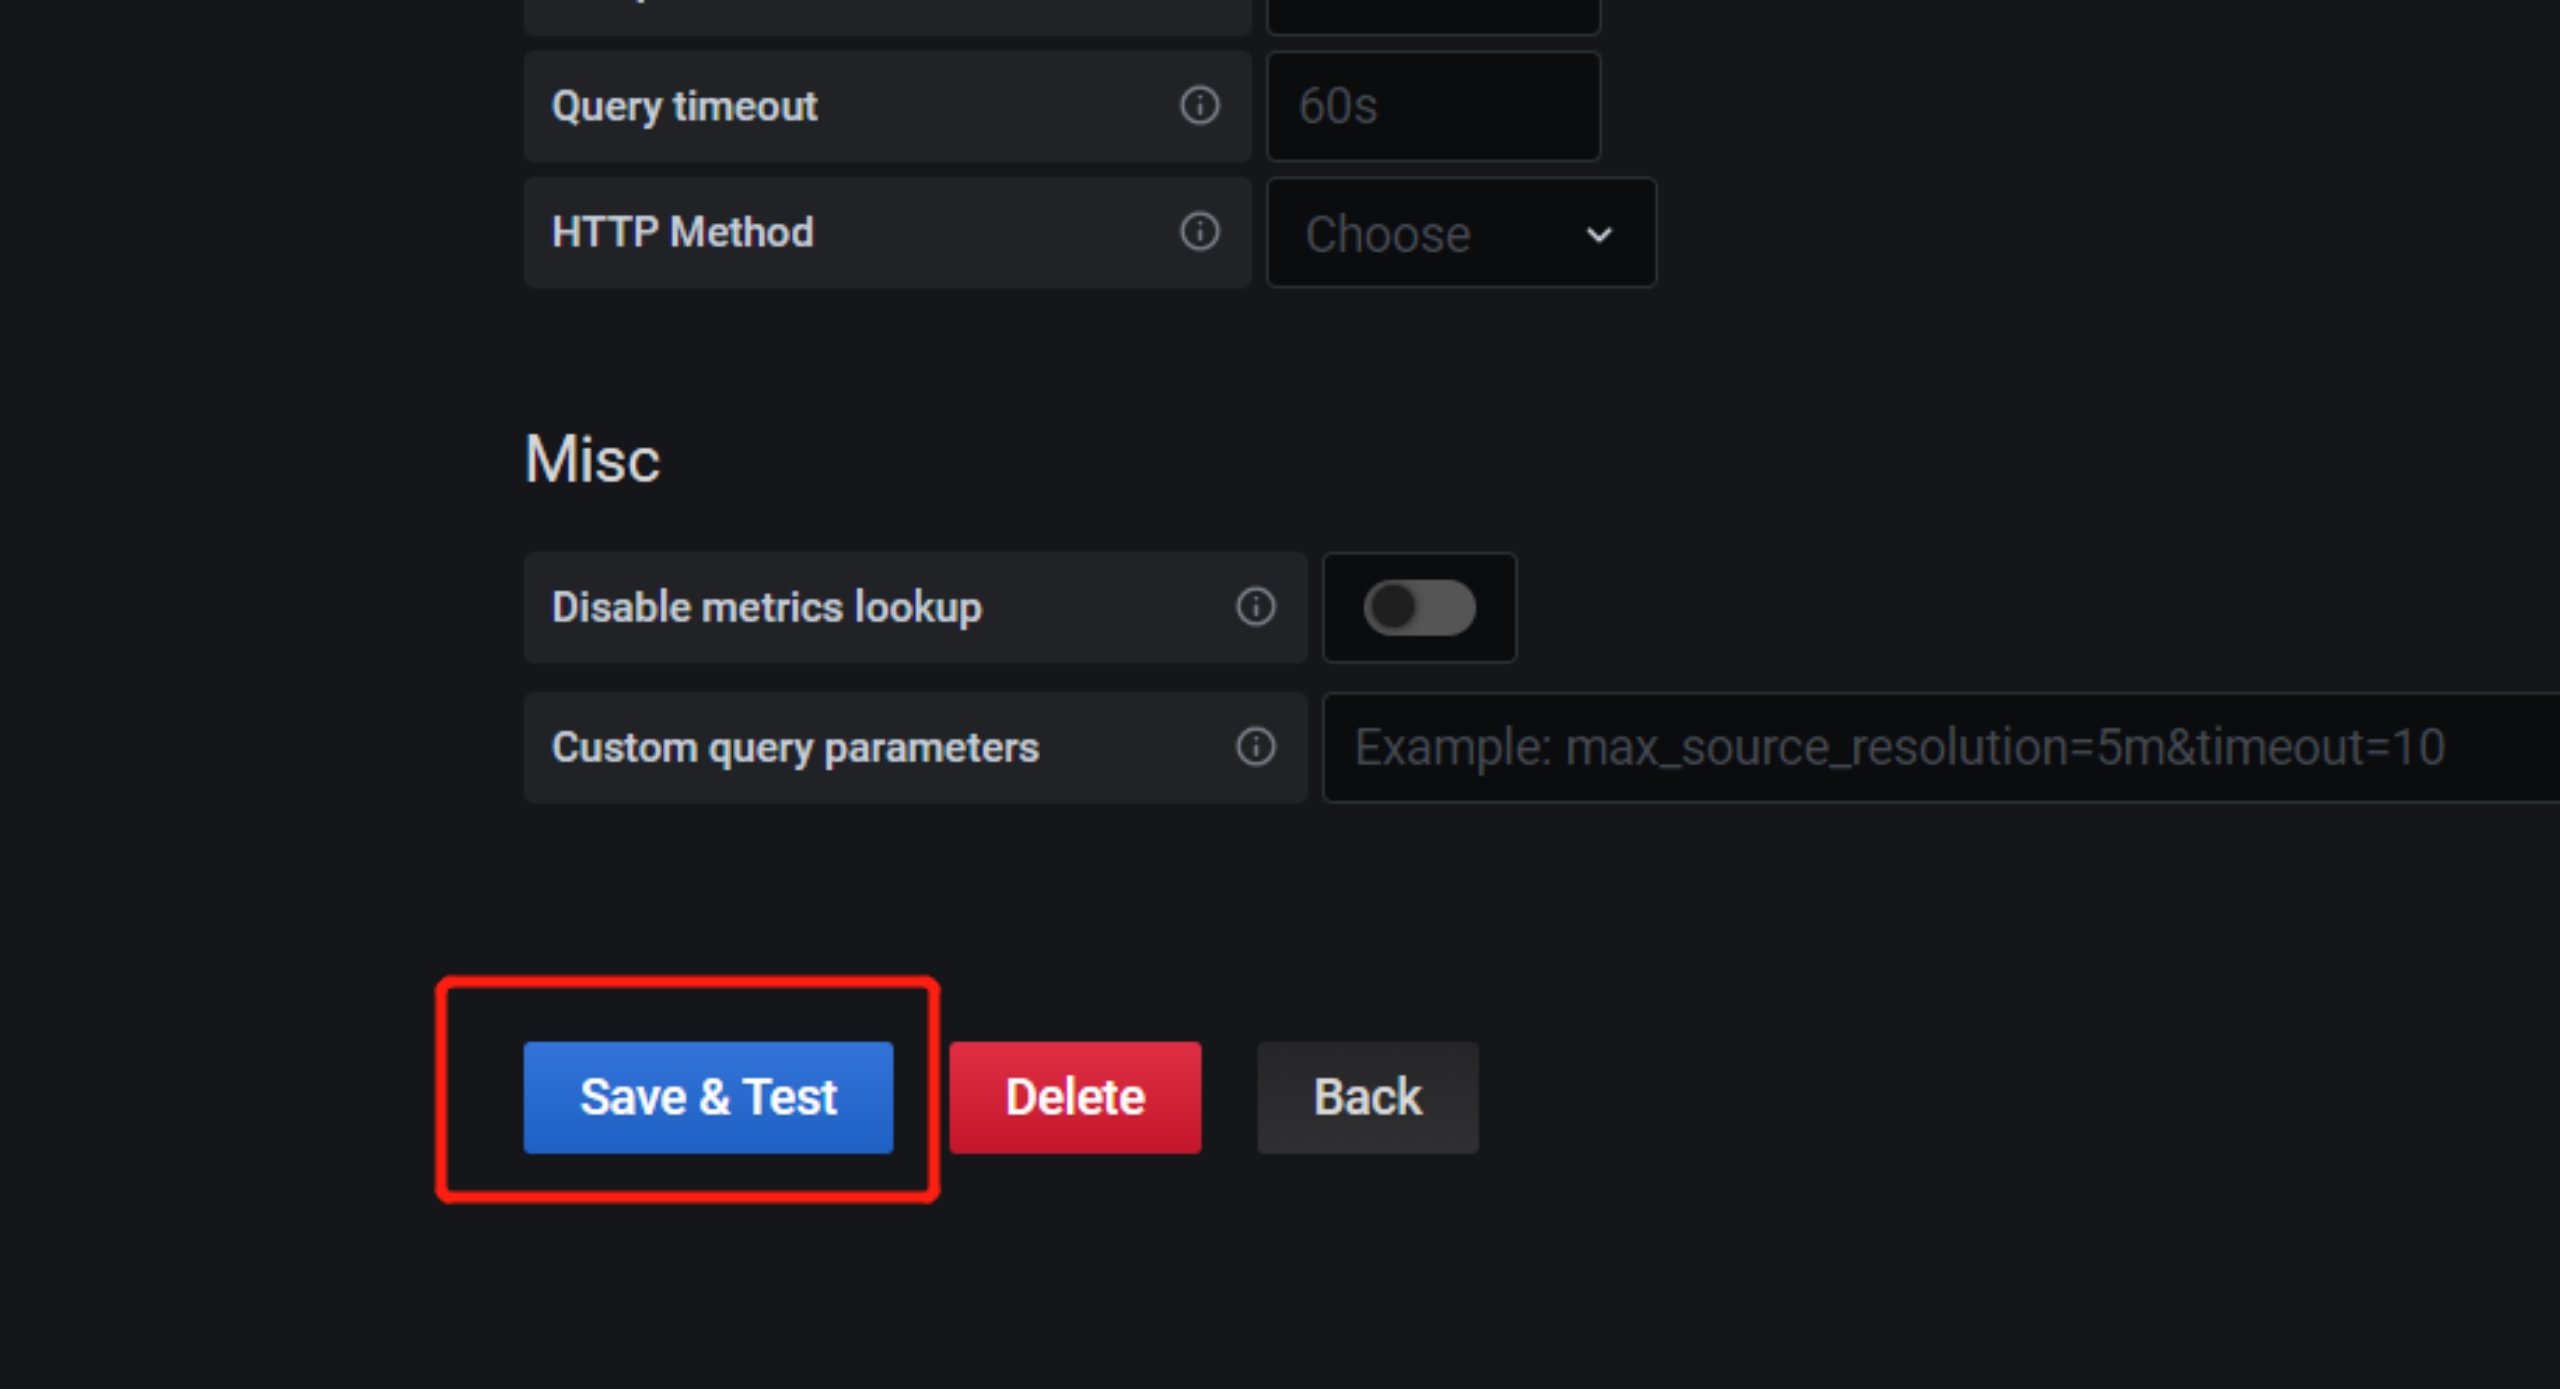 Query timeout
60s
HTTP Method
Choose
Misc
Disable metrics lookup
Custom query parameters
Example: max_source_resolution=5m&timeout=10
Save & Test
Delete
Back